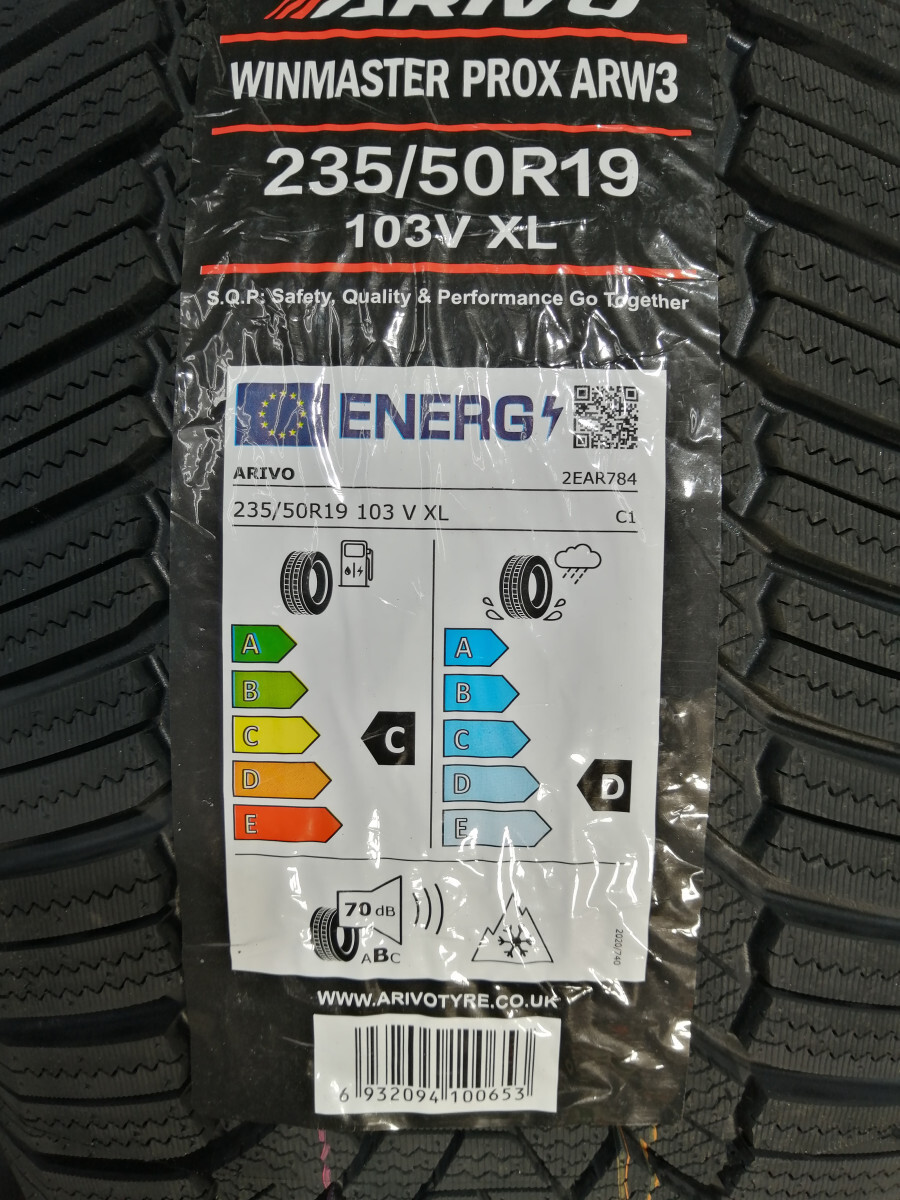 ARIVO
WINMASTER PROX ARW3
235/50R19
103V XL
S.Q.P: Safety, Quality & Performance Go Together
ENERG
ARIVO 2EAR784
235/50R19 103 V XL C1
A A
B B
C C C
D D D
E E
70 dB
ABC
2020/740
WWW.ARIVOTYRE.CO.UK
6 932094 100653